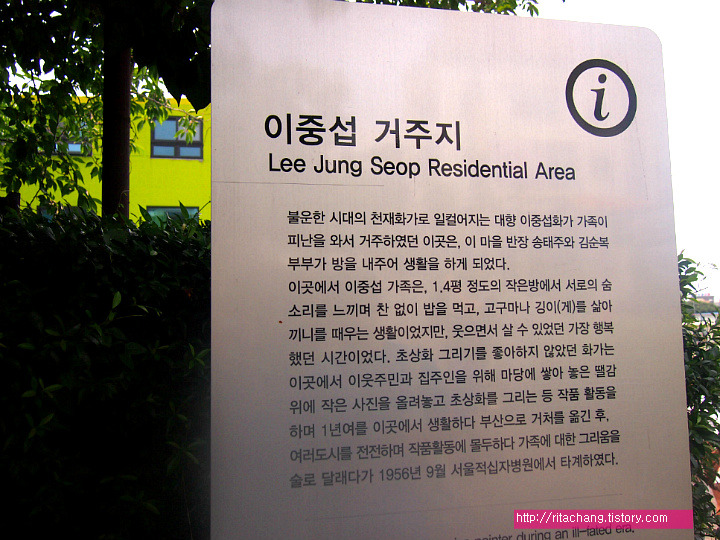 i
이중섭 거주지
Lee Jung Seop Residential Area
불운한 시대의 천재화가로 일컬어지는 대향 이중섭화가 가족이
피난을 와서 거주하였던 이곳은, 이 마을 반장 송태주와 김순복
부부가 방을 내주어 생활을 하게 되었다.
이곳에서 이중섭 가족은, 1.4평 정도의 작은방에서 서로의 숨
소리를 느끼며 찬 없이 밥을 먹고, 고구마나 깅이(게)를 삶아
끼니를 때우는 생활이었지만, 웃으면서 살 수 있었던 가장 행복
했던 시간이었다. 초상화 그리기를 좋아하지 않았던 화가는
이곳에서 이웃주민과 집주인을 위해 마당에 쌓아 놓은 땔감
위에 작은 사진을 올려놓고 초상화를 그리는 등 작품 활동을
하며 1년여를 이곳에서 생활하다 부산으로 거처를 옮긴 후,
여러도시를 전전하며 작품활동에 몰두하다 가족에 대한 그리움을
술로 달래다가 1956년 9월 서울적십자병원에서 타계하였다.
painter during an ill-fated era,
http://ritachang.tistory.com